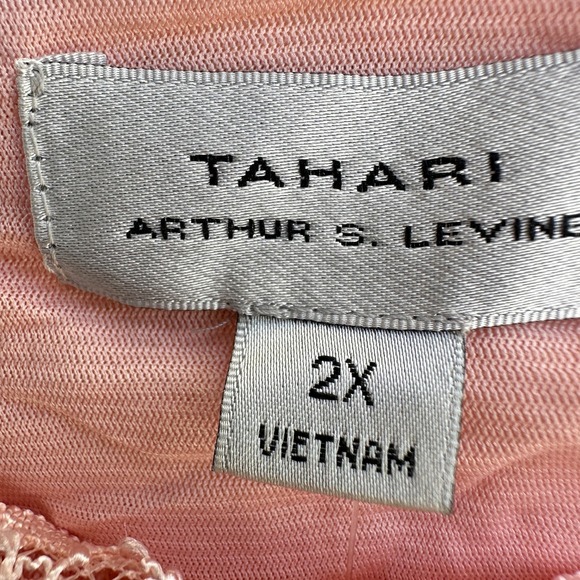 TAHARI
ARTHUR S. LEVINE
2X
VIETNAM